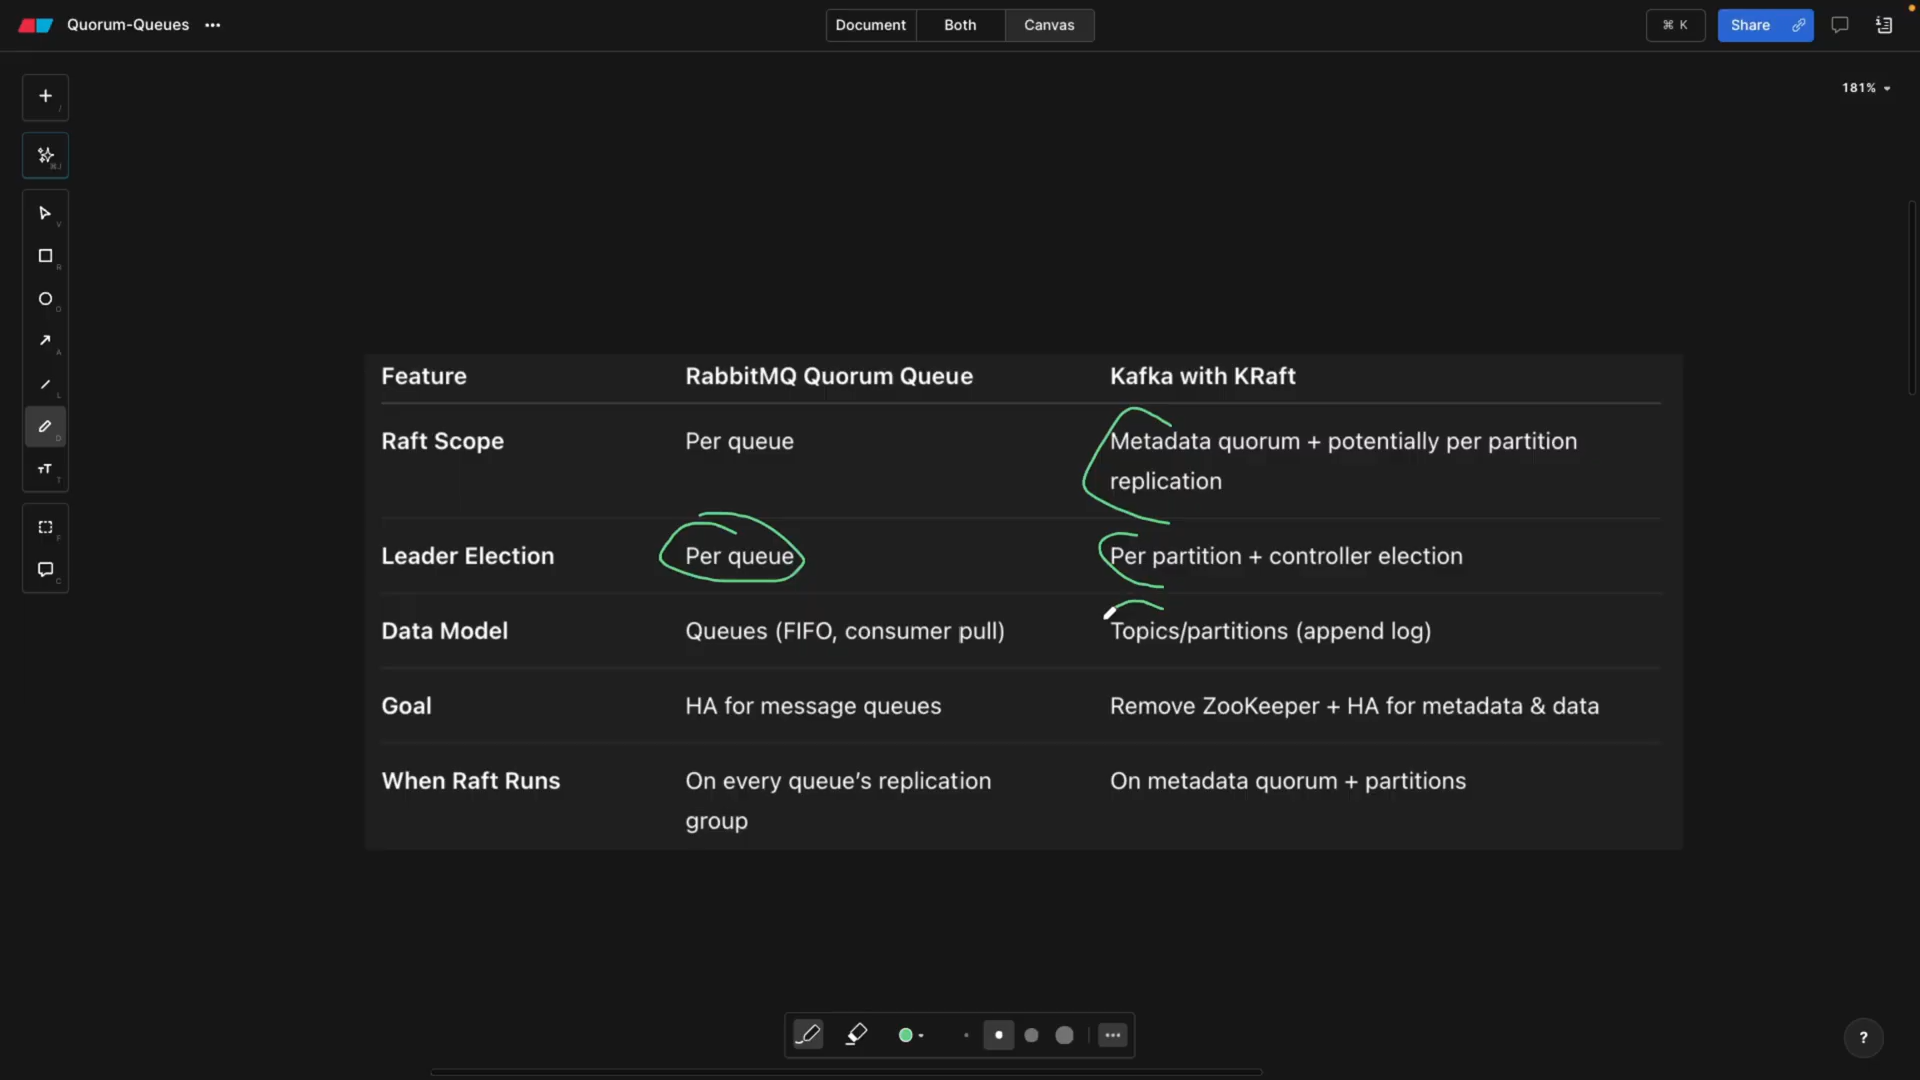 Quorum-Queues
Document Both Canvas
⌘ K
Share
181%
/
⌘J
V
R
O
A
L
D
T
F
C
Feature RabbitMQ Quorum Queue Kafka with KRaft
Raft Scope Per queue Metadata quorum + potentially per partition
replication
Leader Election Per queue Per partition + controller election
Data Model Queues (FIFO, consumer pull) Topics/partitions (append log)
Goal HA for message queues Remove ZooKeeper + HA for metadata & data
When Raft Runs On every queue’s replication On metadata quorum + partitions
group
?